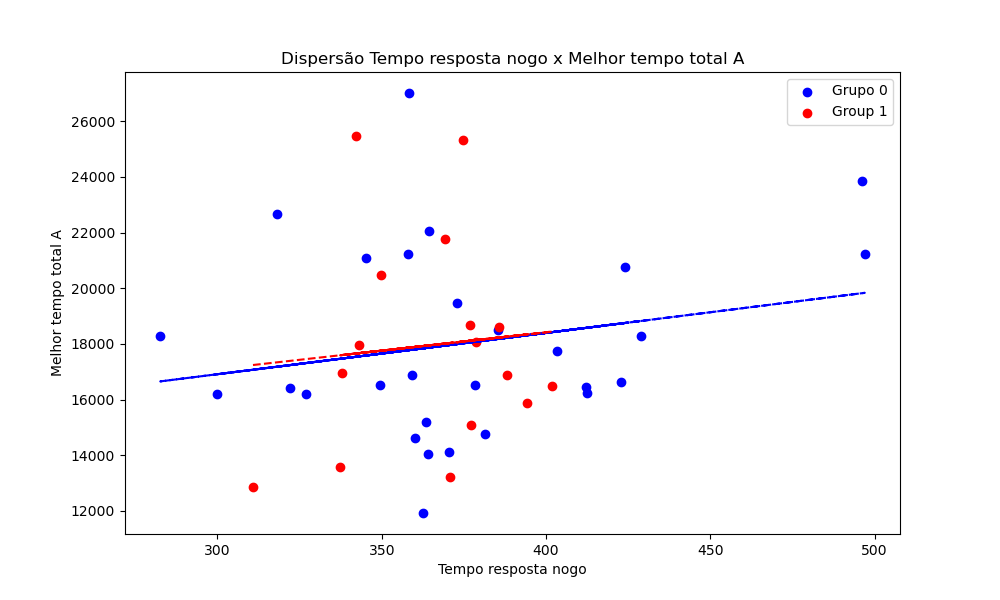 Dispersão Tempo resposta nogo x Melhor tempo total A
Grupo 0
Group 1
Melhor tempo total A
26000
24000
22000
20000
18000
16000
14000
12000
300
350
400
450
500
Tempo resposta nogo